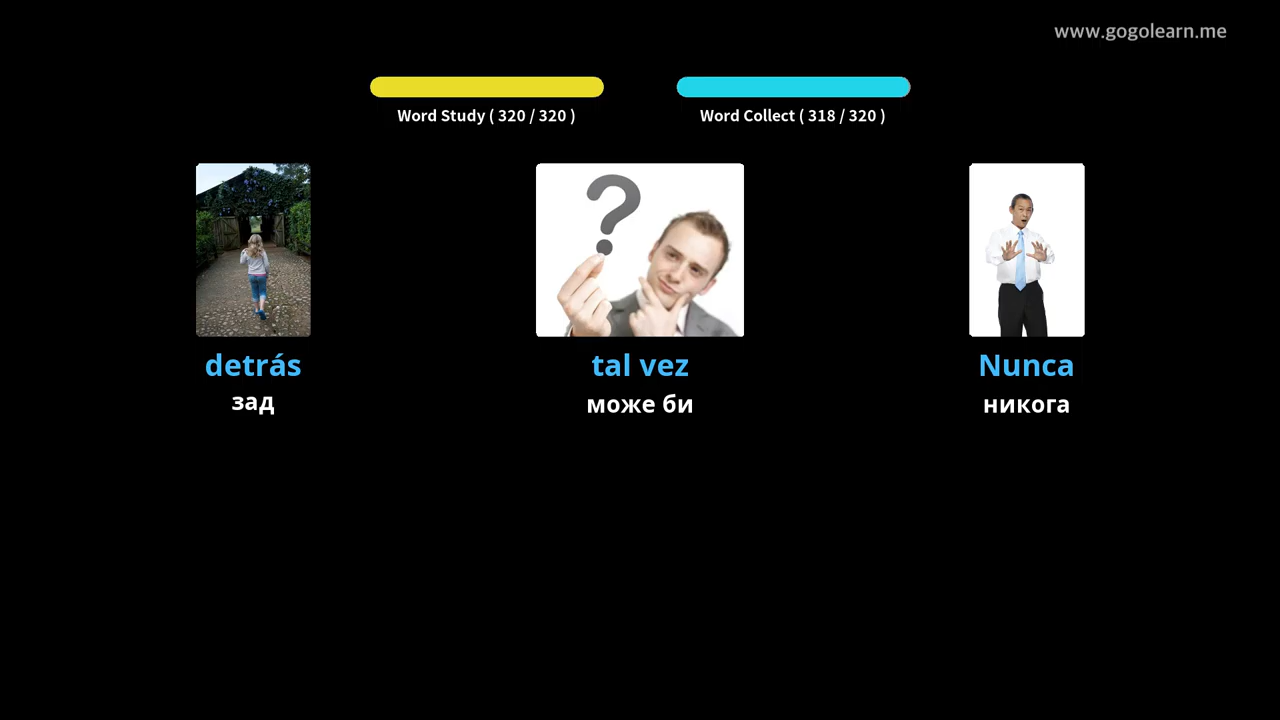 www.gogolearn.me
Word Study ( 320 / 320 )
Word Collect ( 318 / 320 )
detrás
зад
tal vez
може би
Nunca
никога